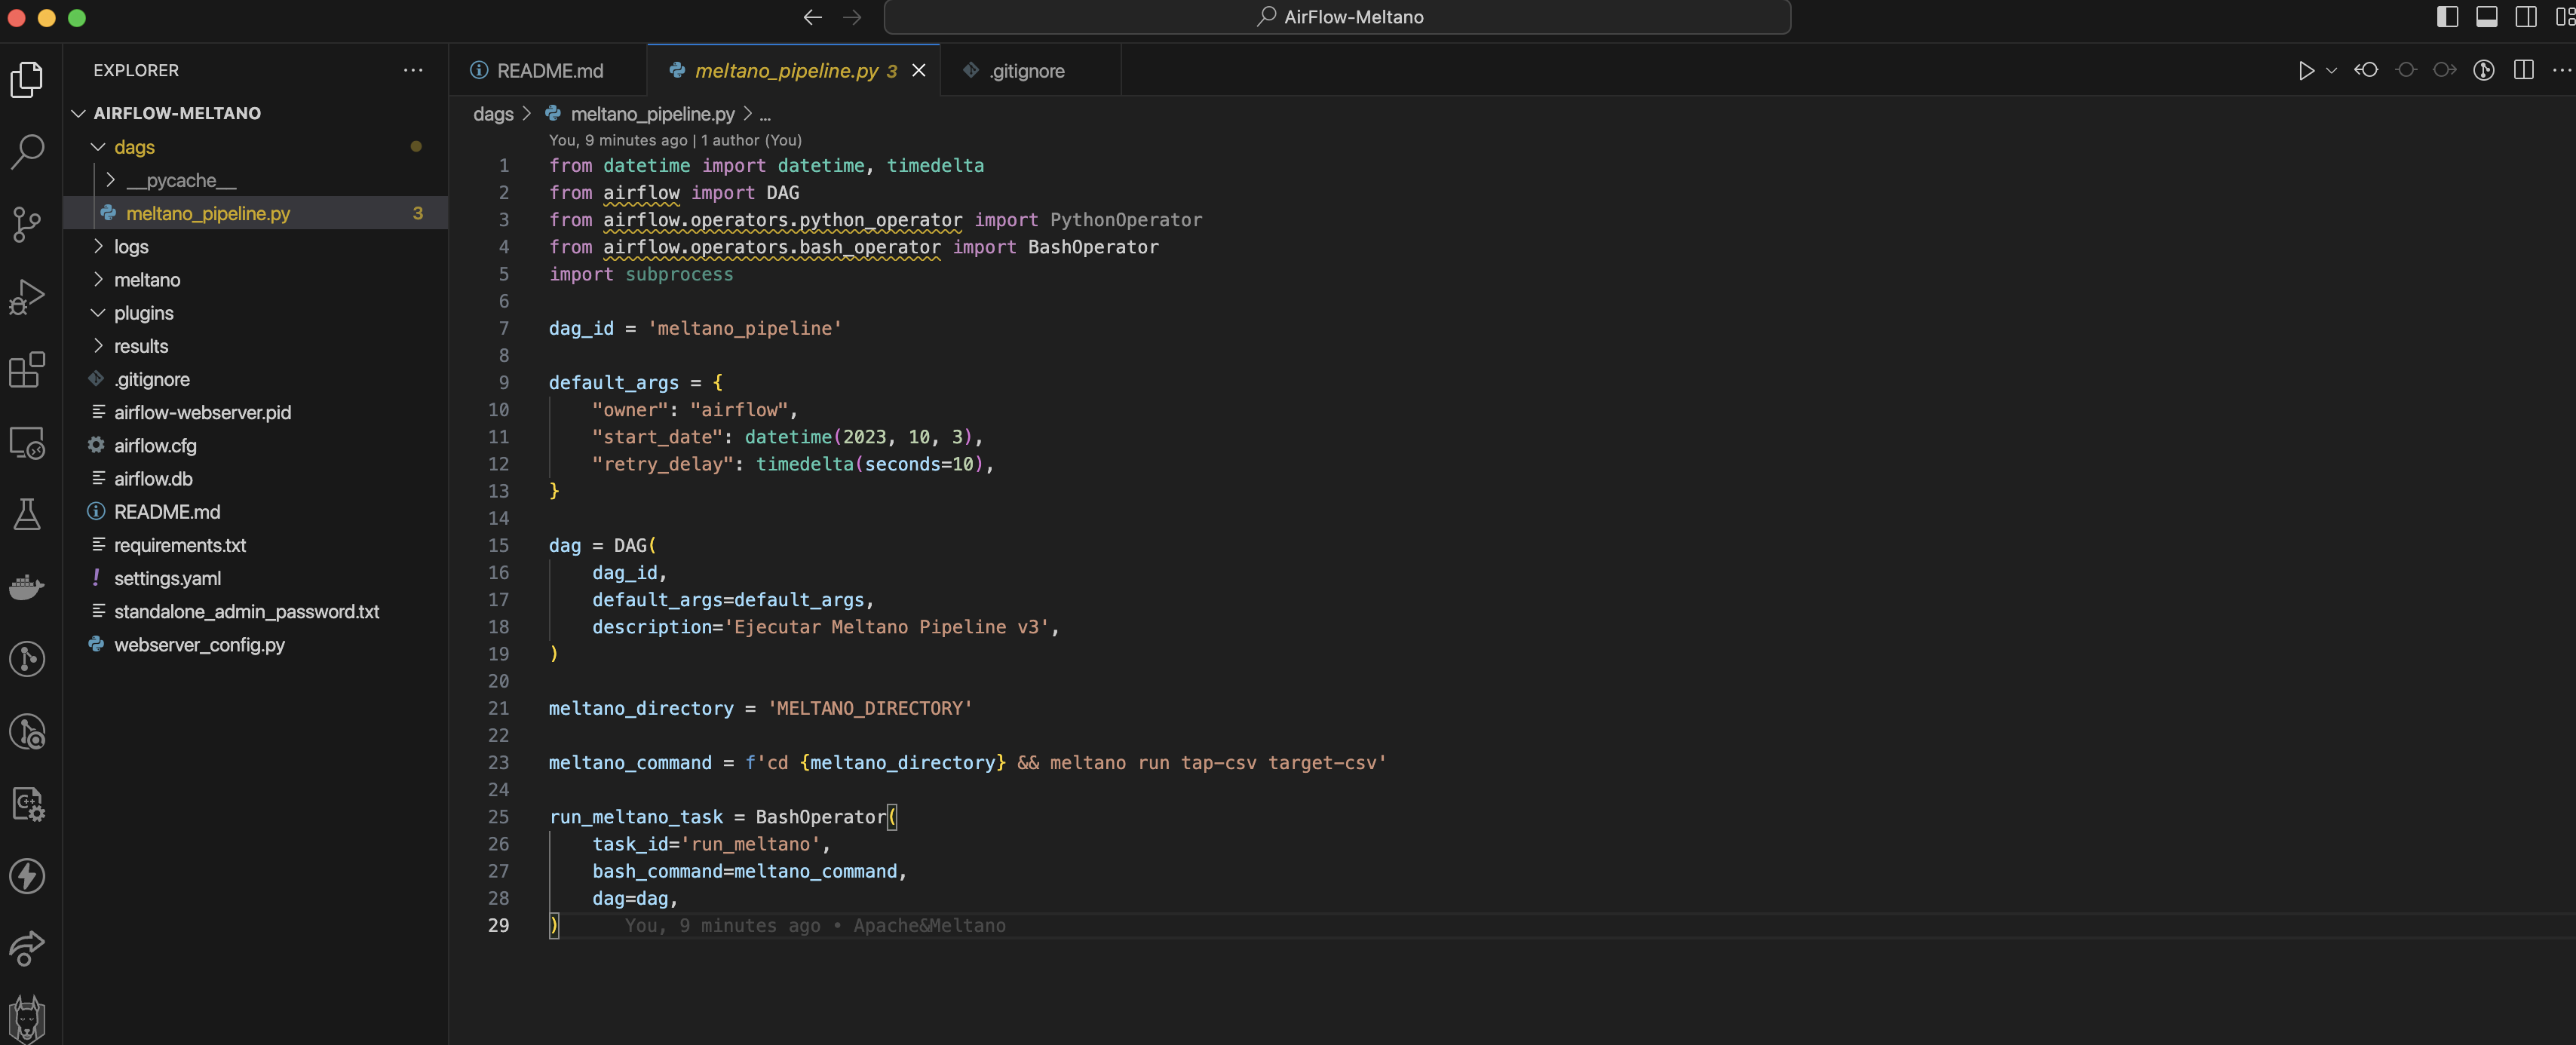 AirFlow-Meltano
EXPLORER
AIRFLOW-MELTANO
dags
__pycache__
meltano_pipeline.py 3
logs
meltano
plugins
results
.gitignore
airflow-webserver.pid
airflow.cfg
airflow.db
README.md
requirements.txt
settings.yaml
standalone_admin_password.txt
webserver_config.py
README.md
meltano_pipeline.py 3
.gitignore
dags > meltano_pipeline.py > ...
You, 9 minutes ago | 1 author (You)
1 from datetime import datetime, timedelta
2 from airflow import DAG
3 from airflow.operators.python_operator import PythonOperator
4 from airflow.operators.bash_operator import BashOperator
5 import subprocess
6
7 dag_id = 'meltano_pipeline'
8
9 default_args = {
10     "owner": "airflow",
11     "start_date": datetime(2023, 10, 3),
12     "retry_delay": timedelta(seconds=10),
13 }
14
15 dag = DAG(
16     dag_id,
17     default_args=default_args,
18     description='Ejecutar Meltano Pipeline v3',
19 )
20
21 meltano_directory = 'MELTANO_DIRECTORY'
22
23 meltano_command = f'cd {meltano_directory} && meltano run tap-csv target-csv'
24
25 run_meltano_task = BashOperator(
26     task_id='run_meltano',
27     bash_command=meltano_command,
28     dag=dag,
29 ) You, 9 minutes ago • Apache&Meltano